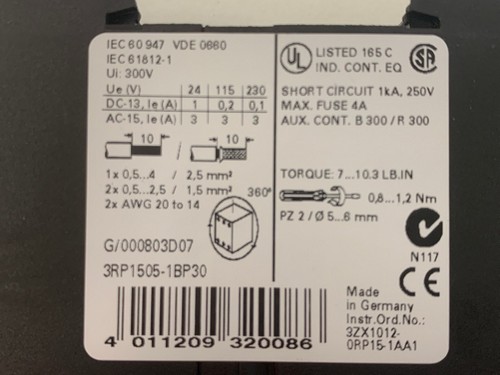 IEC 60 947 VDE 0660
IEC 61812-1
Ui: 300V
Ue (V) 24 115 230
DC-13, Ie (A) 1 0,2 0,1
AC-15, Ie (A) 3 3 3
10 / 10
1x 0,5...4 / 2,5 mm²
2x 0,5...2,5 / 1,5 mm²
2x AWG 20 to 14
360°
G/000803D07
3RP1505-1BP30
4 011209 320086
UL LISTED 165 C
IND. CONT. EQ
SA
SHORT CIRCUIT 1kA, 250V
MAX. FUSE 4A
AUX. CONT. B 300 / R 300
TORQUE: 7...10.3 LB.IN
0,8...1,2 Nm
PZ 2 / Ø 5...6 mm
N117
Made
in Germany
CE
Instr.Ord.No.:
3ZX1012-
0RP15-1AA1